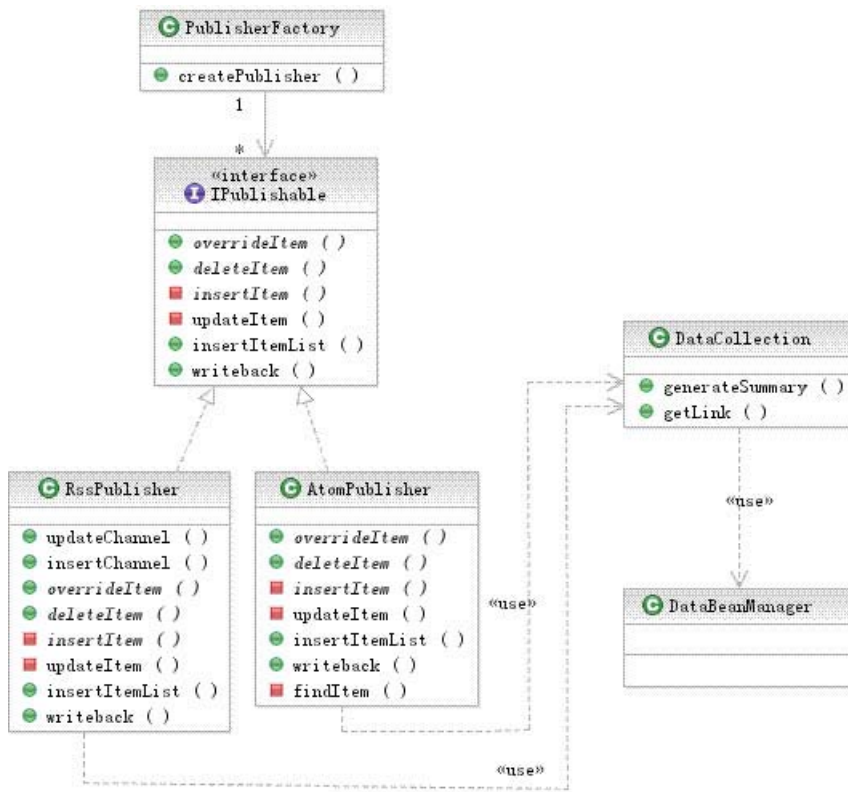 PublisherFactory
createPublisher ( )
1
*
«interface»
IPublishable
overrideItem ( )
deleteItem ( )
insertItem ( )
updateItem ( )
insertItemList ( )
writeback ( )
DataCollection
generateSummary ( )
getLink ( )
RssPublisher
updateChannel ( )
insertChannel ( )
overrideItem ( )
deleteItem ( )
insertItem ( )
updateItem ( )
insertItemList ( )
writeback ( )
AtomPublisher
overrideItem ( )
deleteItem ( )
insertItem ( )
updateItem ( )
insertItemList ( )
writeback ( )
findItem ( )
«use»
«use»
DataBeanManager
«use»